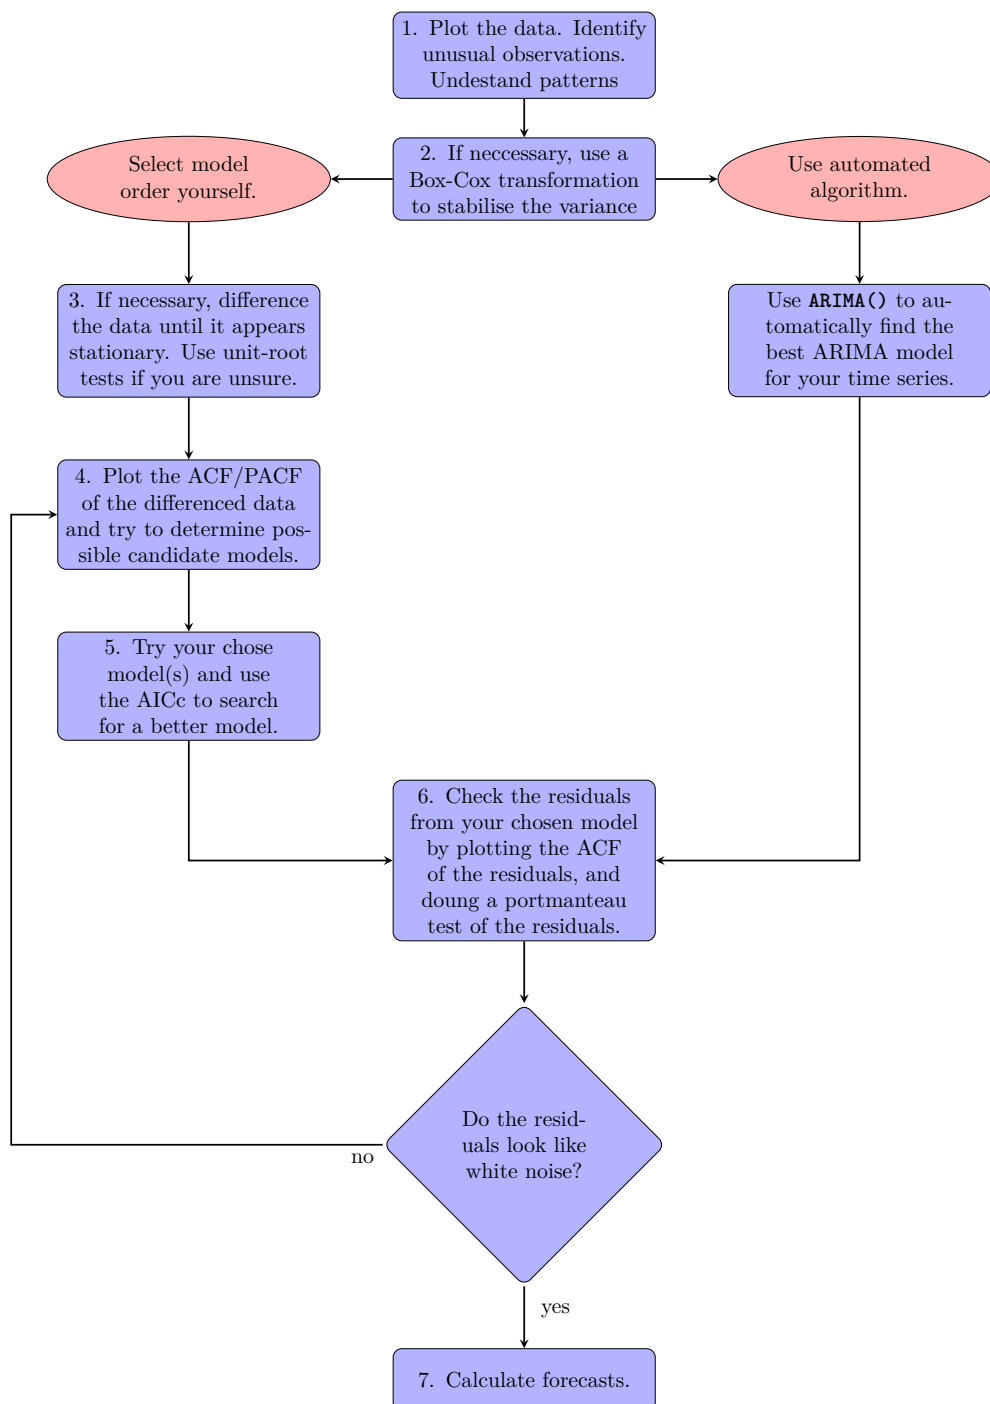 1. Plot the data. Identify
unusual observations.
Undestand patterns
Select model
order yourself.
2. If neccessary, use a
Box-Cox transformation
to stabilise the variance
Use automated
algorithm.
3. If necessary, difference
the data until it appears
stationary. Use unit-root
tests if you are unsure.
Use ARIMA() to au-
tomatically find the
best ARIMA model
for your time series.
4. Plot the ACF/PACF
of the differenced data
and try to determine pos-
sible candidate models.
5. Try your chose
model(s) and use
the AICc to search
for a better model.
6. Check the residuals
from your chosen model
by plotting the ACF
of the residuals, and
doung a portmanteau
test of the residuals.
Do the resid-
uals look like
white noise?
no
yes
7. Calculate forecasts.